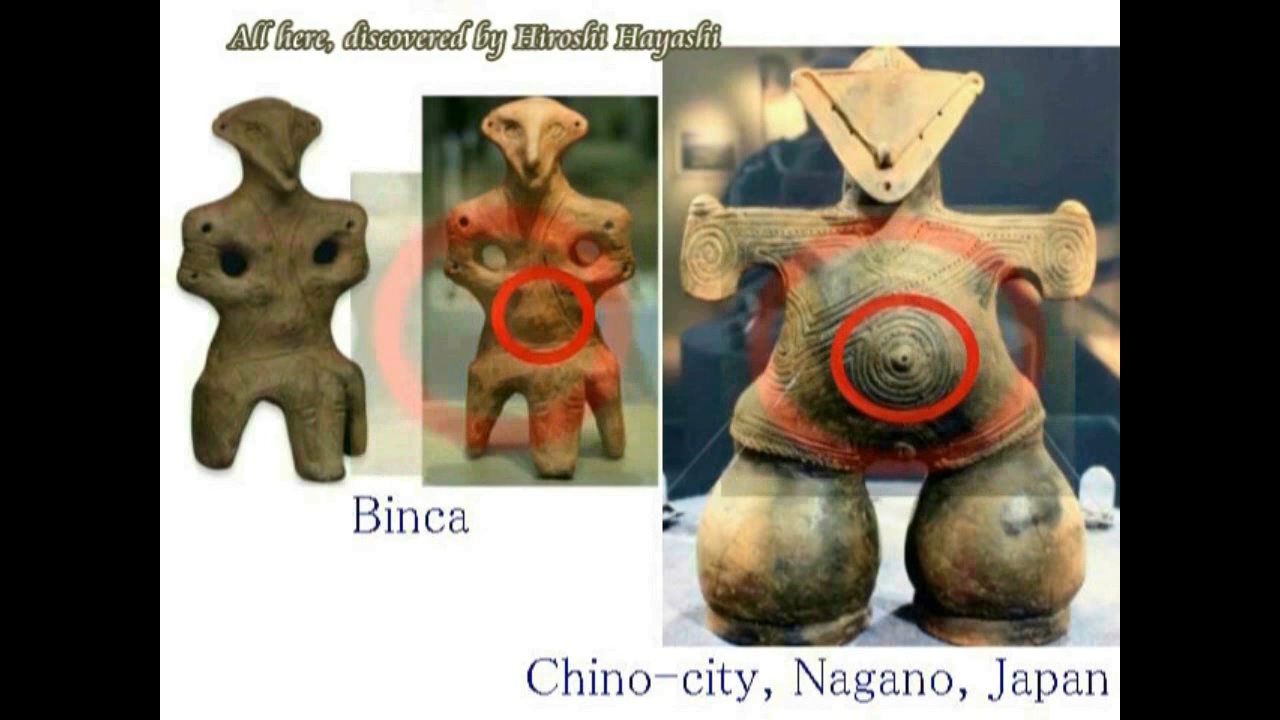 All here, discovered by Hiroshi Hayashi
Binca
Chino-city, Nagano, Japan